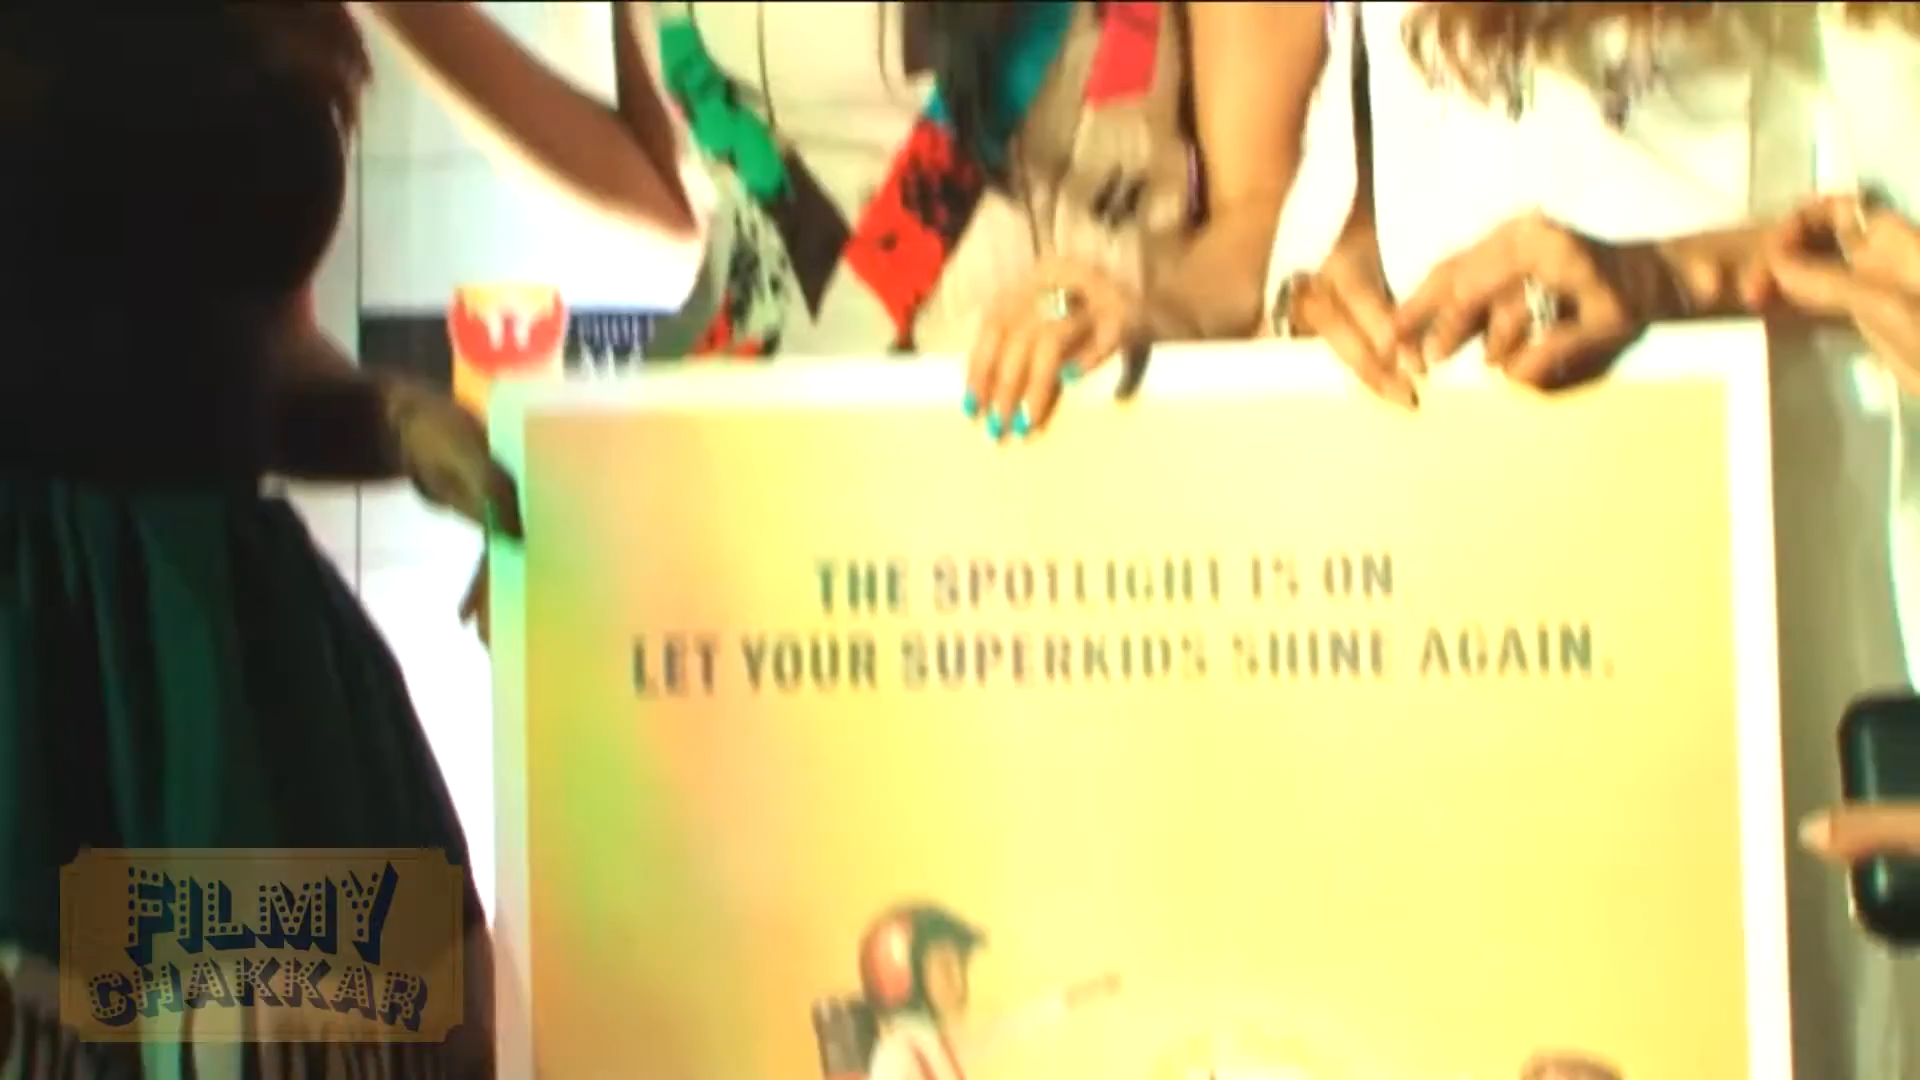 THE SPOTLIGHT IS ON
LET YOUR SUPERKIDS SHINE AGAIN.
FILMY
CHAKKAR